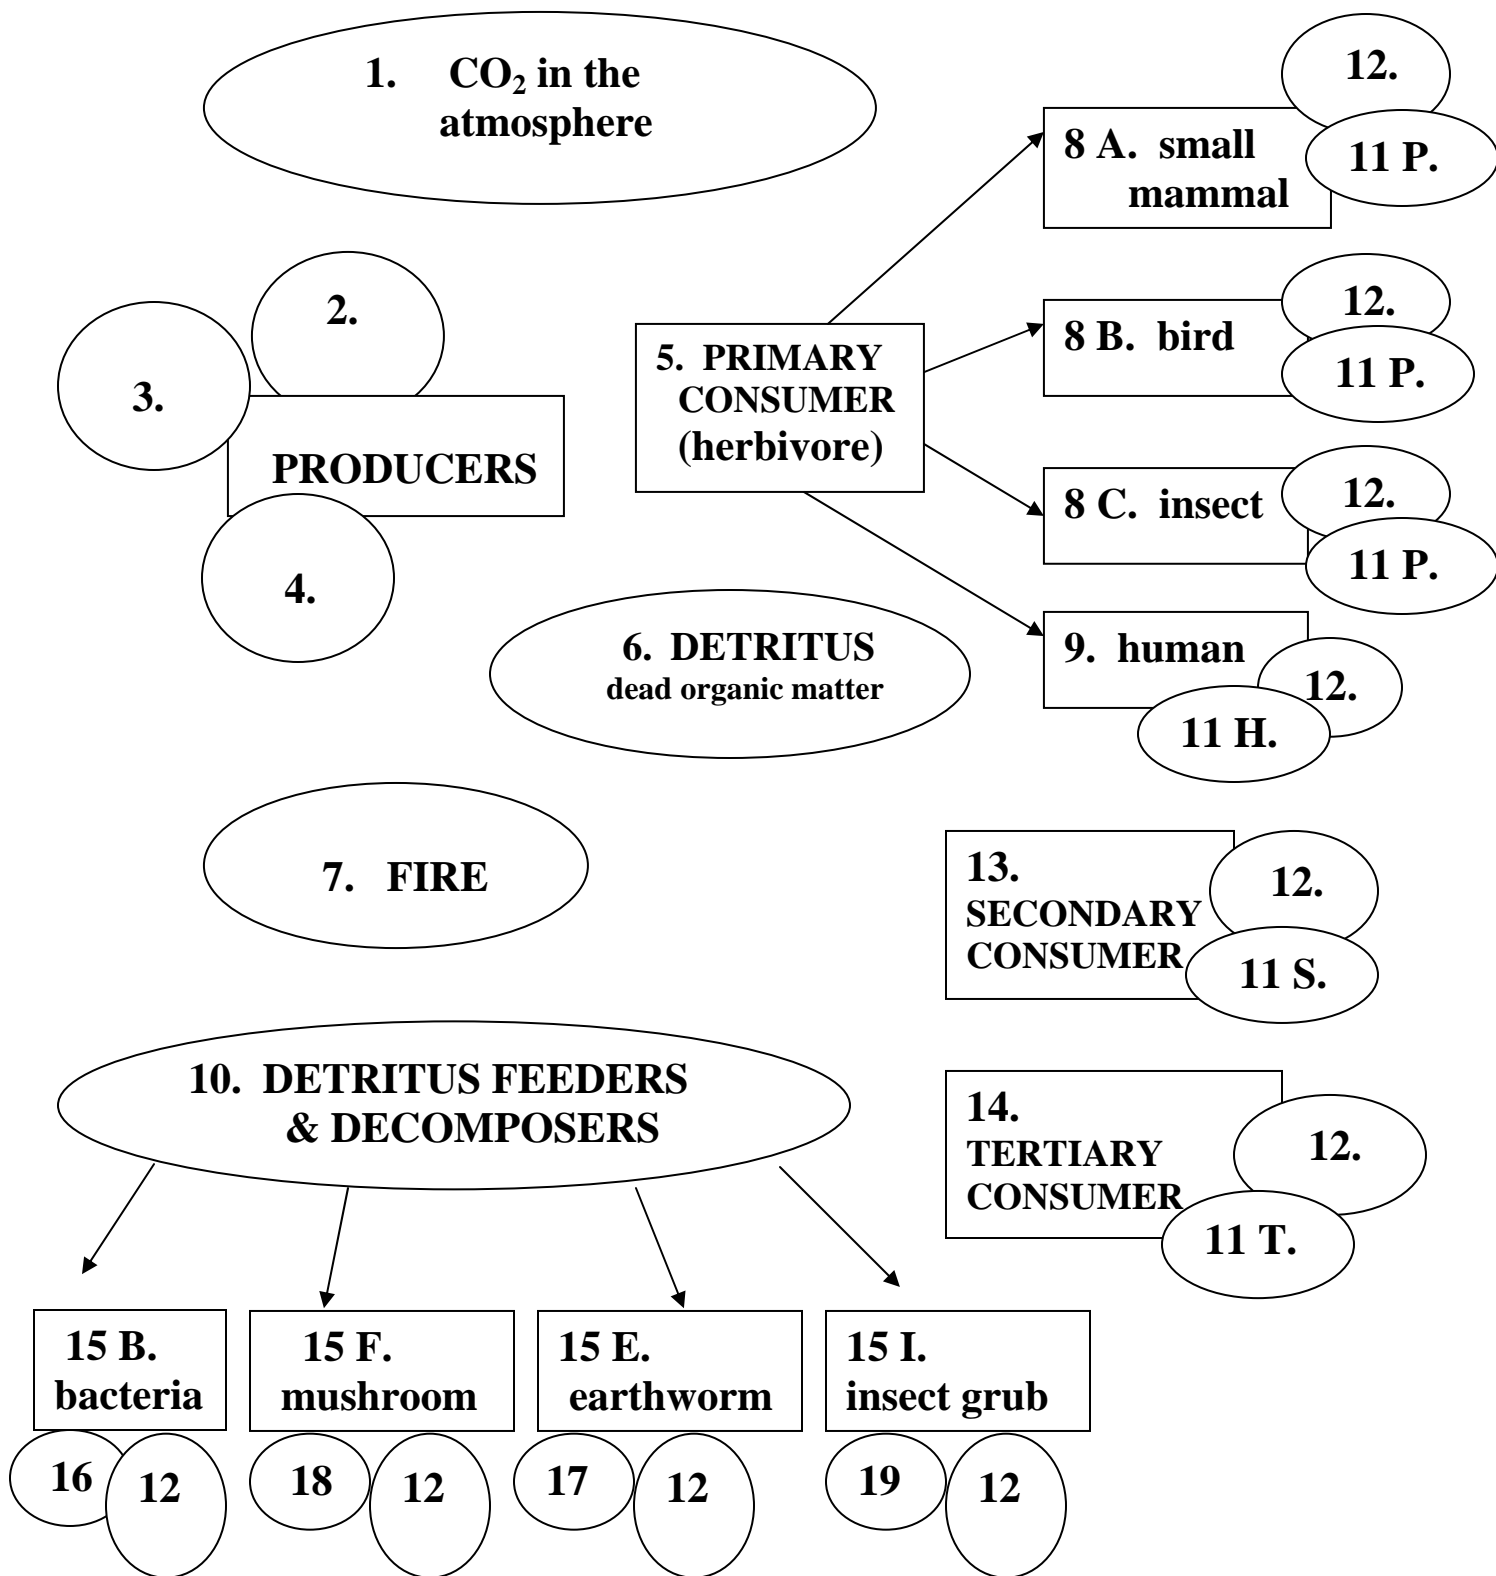 1. CO₂ in the
atmosphere
12.
8 A. small
mammal
11 P.
2.
3.
PRODUCERS
4.
5. PRIMARY
CONSUMER
(herbivore)
12.
8 B. bird
11 P.
12.
8 C. insect
11 P.
6. DETRITUS
dead organic matter
9. human
12.
11 H.
7. FIRE
13.
SECONDARY
CONSUMER
12.
11 S.
10. DETRITUS FEEDERS
& DECOMPOSERS
14.
TERTIARY
CONSUMER
12.
11 T.
15 B.
bacteria
15 F.
mushroom
15 E.
earthworm
15 I.
insect grub
16
12
18
12
17
12
19
12